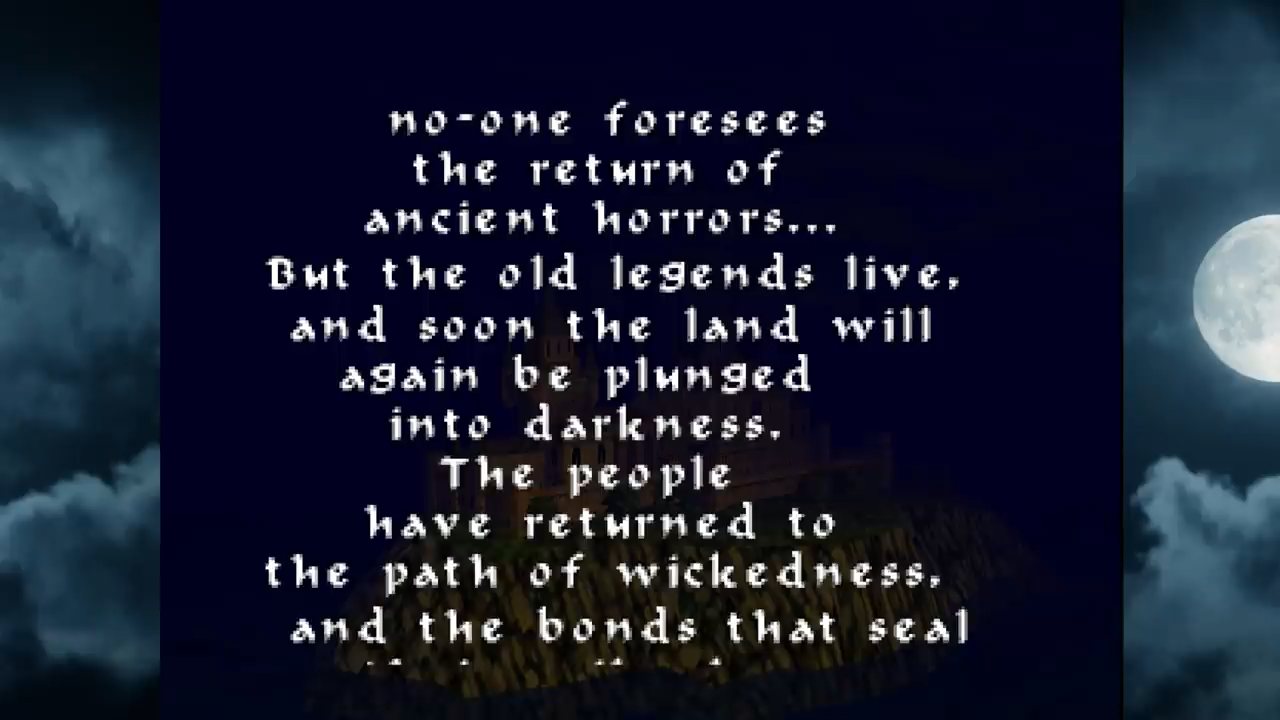 no-one foresees
the return of
ancient horrors...
But the old legends live,
and soon the land will
again be plunged
into darkness.
The people
have returned to
the path of wickedness,
and the bonds that seal